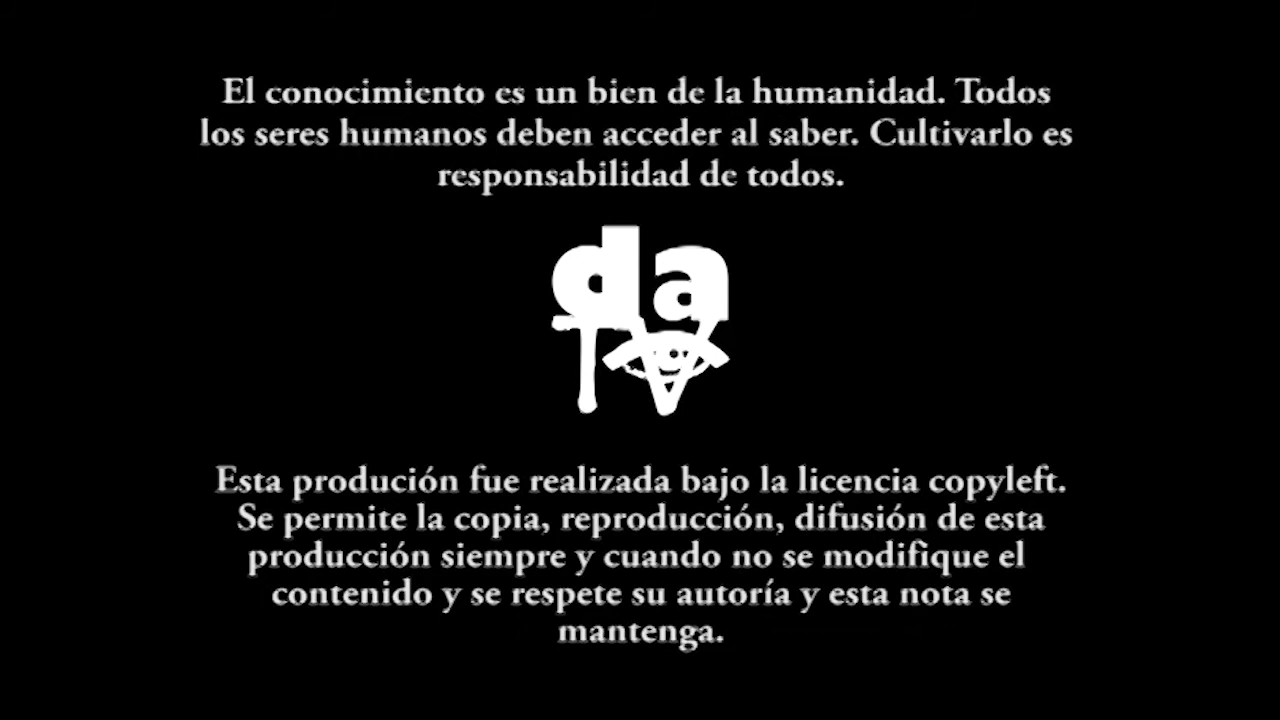 El conocimiento es un bien de la humanidad. Todos
los seres humanos deben acceder al saber. Cultivarlo es
responsabilidad de todos.
da
TV
Esta produción fue realizada bajo la licencia copyleft.
Se permite la copia, reproducción, difusión de esta
producción siempre y cuando no se modifique el
contenido y se respete su autoría y esta nota se
mantenga.